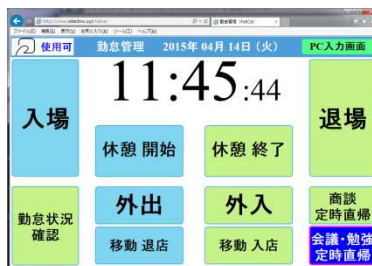 使用可
勤怠管理 2015年 04月 14日（火）
PC入力画面
11:45:44
入場
退場
休憩 開始
休憩 終了
外出
外入
商談
定時直帰
勤怠状況
確認
移動 退店
移動 入店
会議・勉強
定時直帰